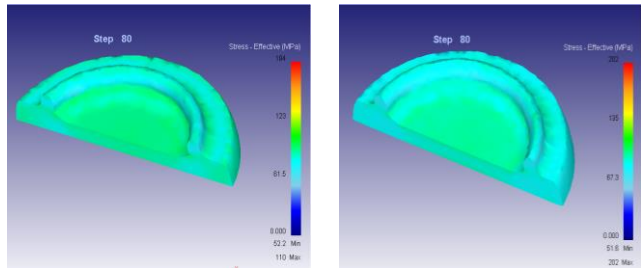 Step 80
Stress - Effective (MPa)
184
120
61.5
0.000
52.2 Min
110 Max
Step 80
Stress - Effective (MPa)
202
135
67.3
0.000
51.6 Min
202 Max